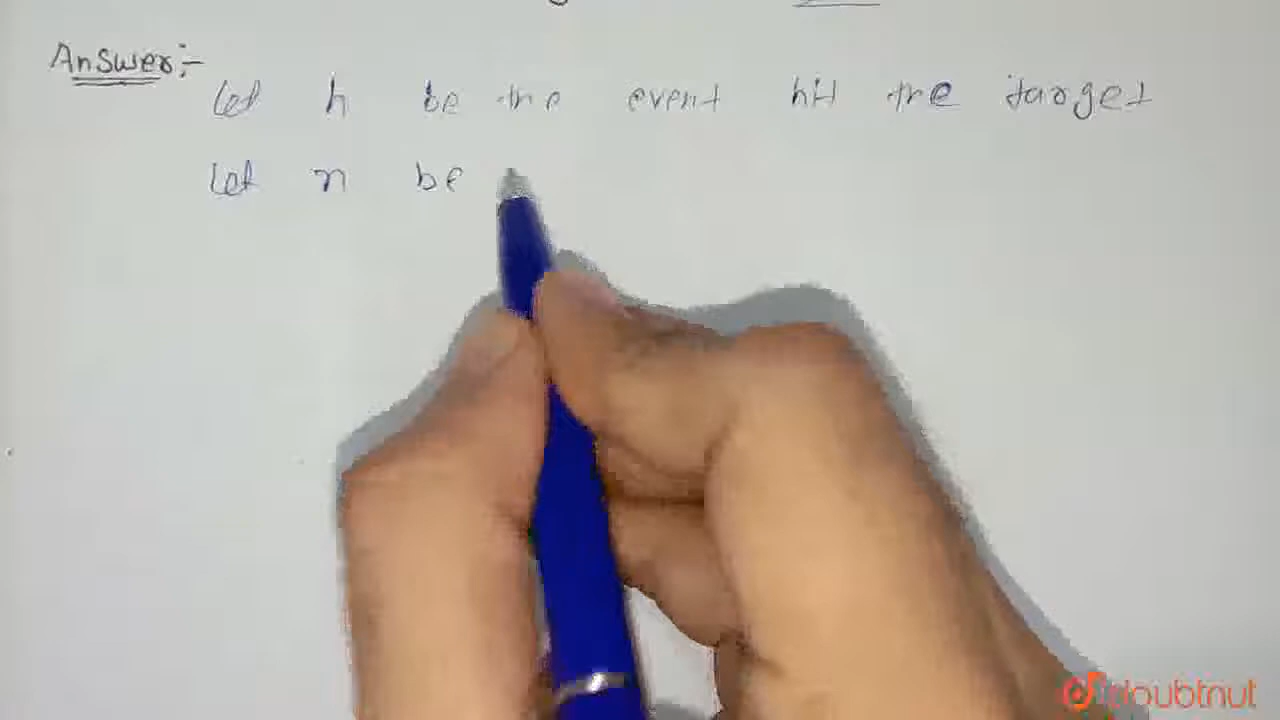 Answer:-
Let h be the event hit the target
Let n be
doubtnut